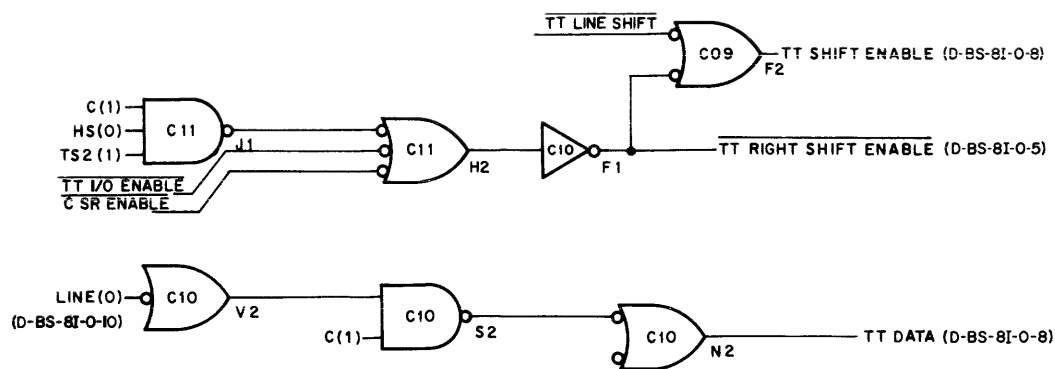 TT LINE SHIFT
C09
F2
TT SHIFT ENABLE (D-BS-8I-0-8)
C(1)
HS(0)
TS2(1)
C11
J1
C11
H2
C10
F1
TT RIGHT SHIFT ENABLE (D-BS-8I-0-5)
TT I/O ENABLE
C SR ENABLE
LINE(0)
(D-BS-8I-0-10)
C10
V2
C(1)
C10
S2
C10
N2
TT DATA (D-BS-8I-0-8)